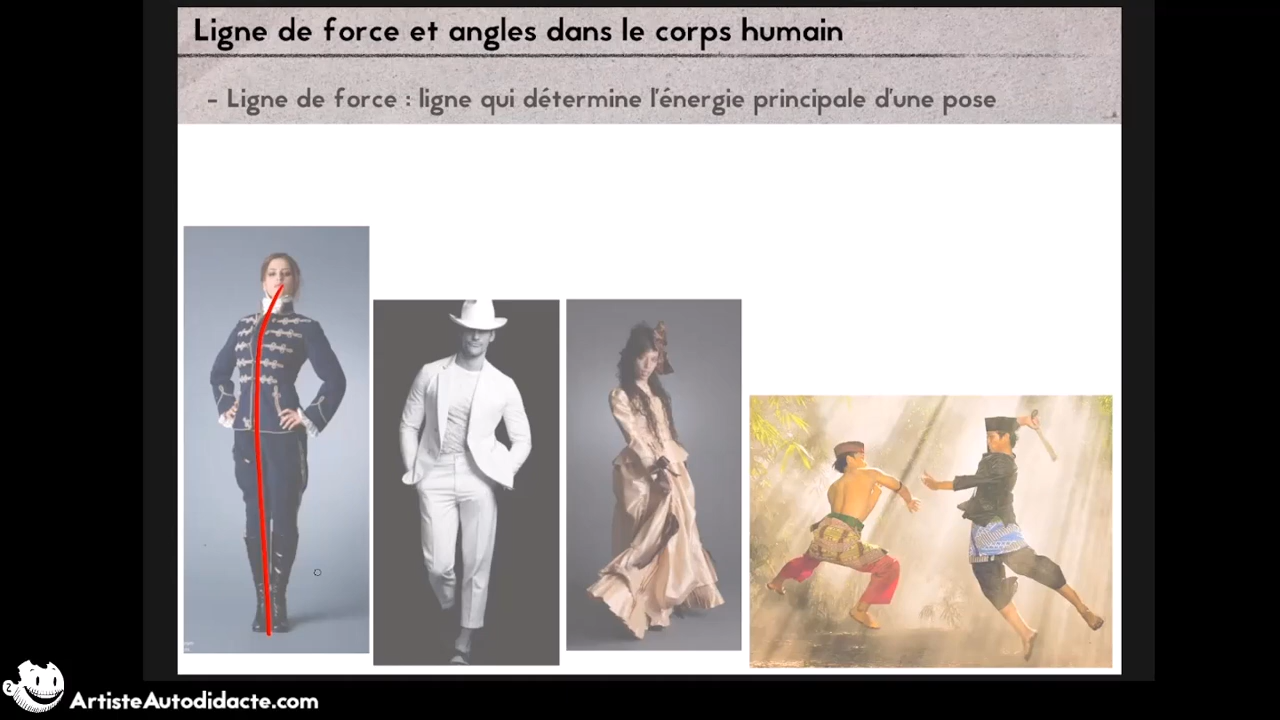 Ligne de force et angles dans le corps humain
- Ligne de force : ligne qui détermine l'énergie principale d'une pose
ArtisteAutodidacte.com